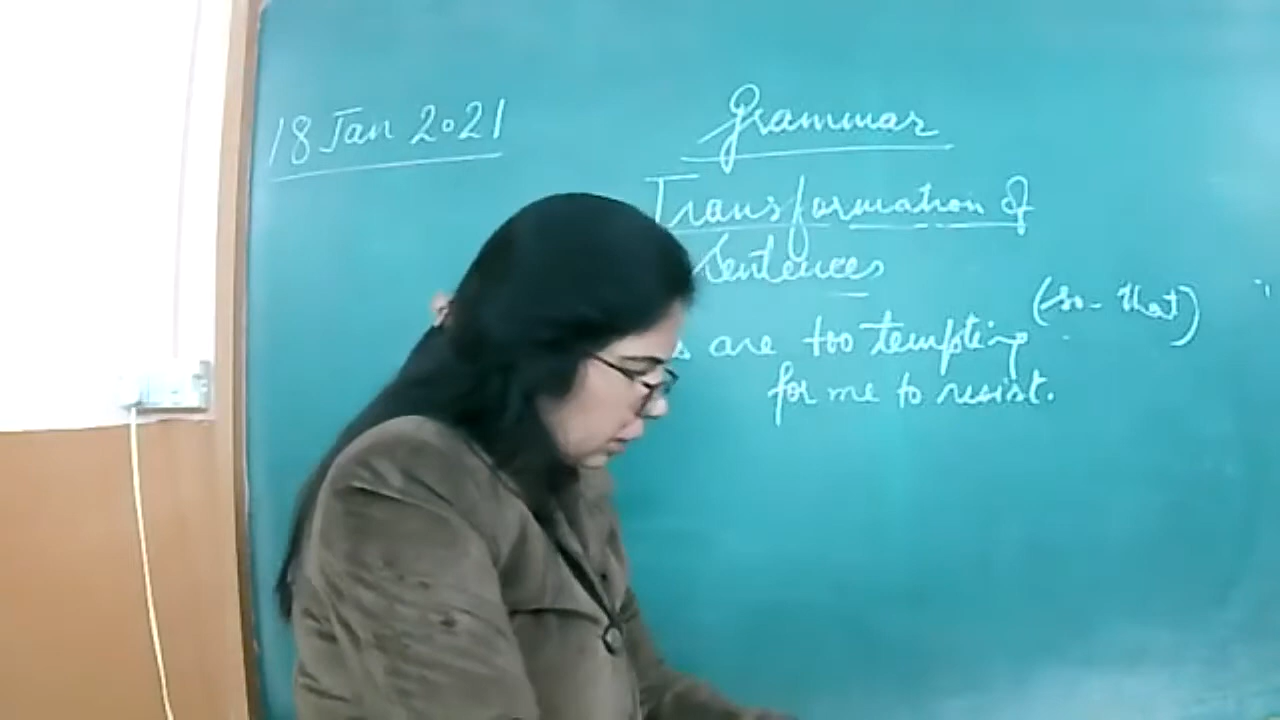 18 Jan 2021
Grammar
Transformation of
Sentences
are too tempting (so - that)
for me to resist.